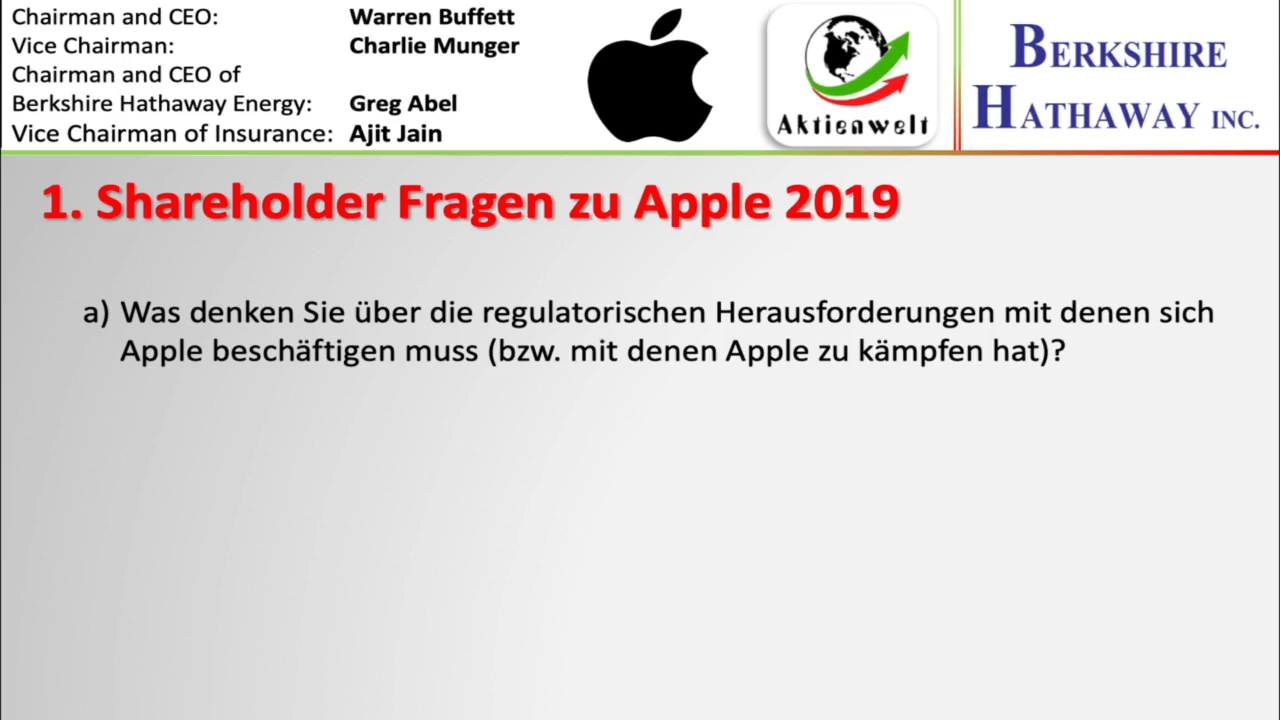 Chairman and CEO: Warren Buffett
Vice Chairman: Charlie Munger
Chairman and CEO of
Berkshire Hathaway Energy: Greg Abel
Vice Chairman of Insurance: Ajit Jain
Aktienwelt
BERKSHIRE
HATHAWAY INC.
1. Shareholder Fragen zu Apple 2019
a) Was denken Sie über die regulatorischen Herausforderungen mit denen sich
Apple beschäftigen muss (bzw. mit denen Apple zu kämpfen hat)?